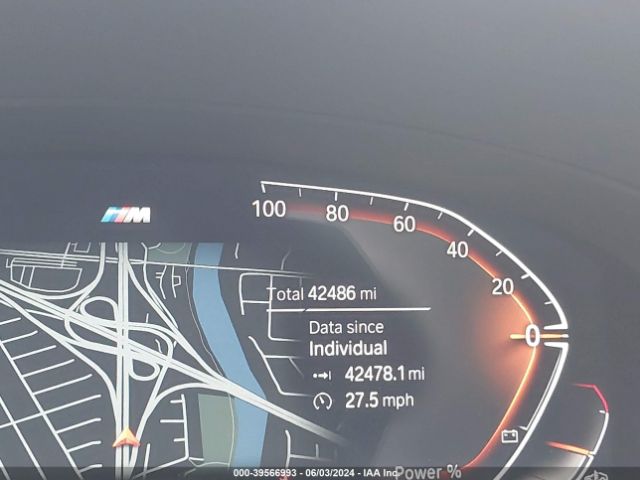 M
100
80
60
40
20
0
Total 42486 mi
Data since
Individual
42478.1 mi
27.5 mph
Power %
000-39566993 - 06/03/2024 - IAA Inc.